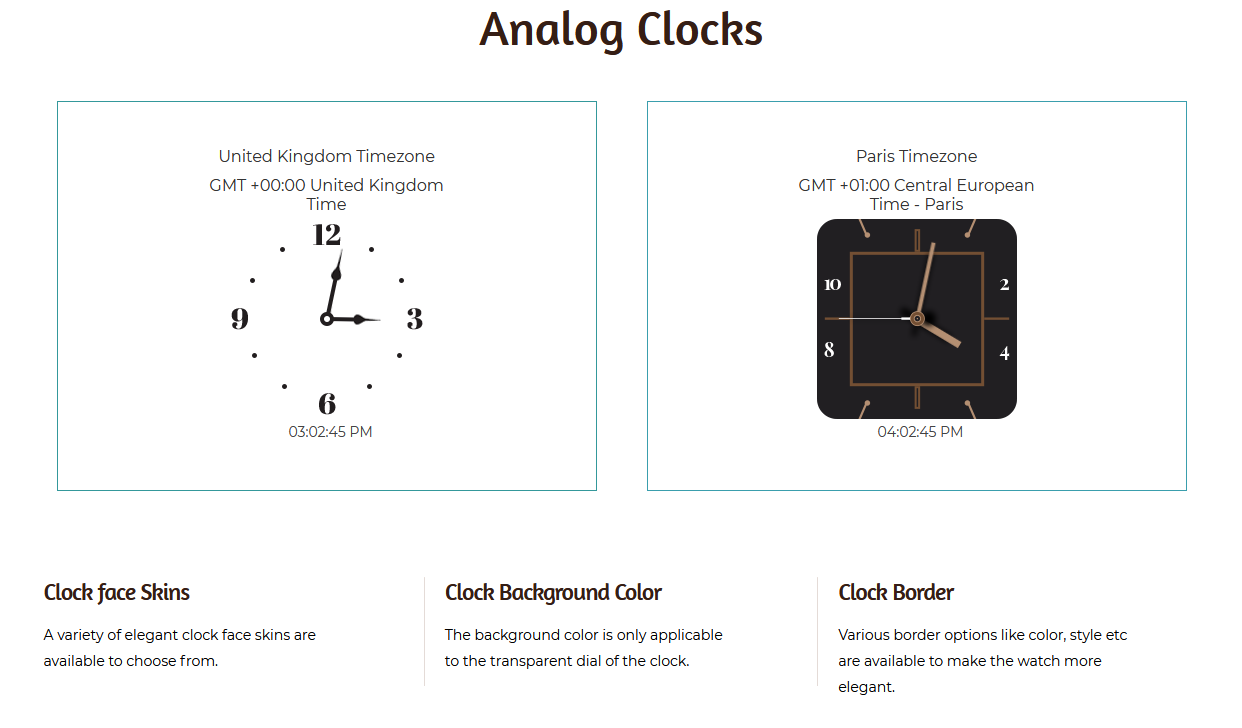 Analog Clocks
United Kingdom Timezone
GMT +00:00 United Kingdom
Time
12
9
3
6
03:02:45 PM
Paris Timezone
GMT +01:00 Central European
Time - Paris
10
2
8
4
04:02:45 PM
Clock face Skins
A variety of elegant clock face skins are
available to choose from.
Clock Background Color
The background color is only applicable
to the transparent dial of the clock.
Clock Border
Various border options like color, style etc
are available to make the watch more
elegant.